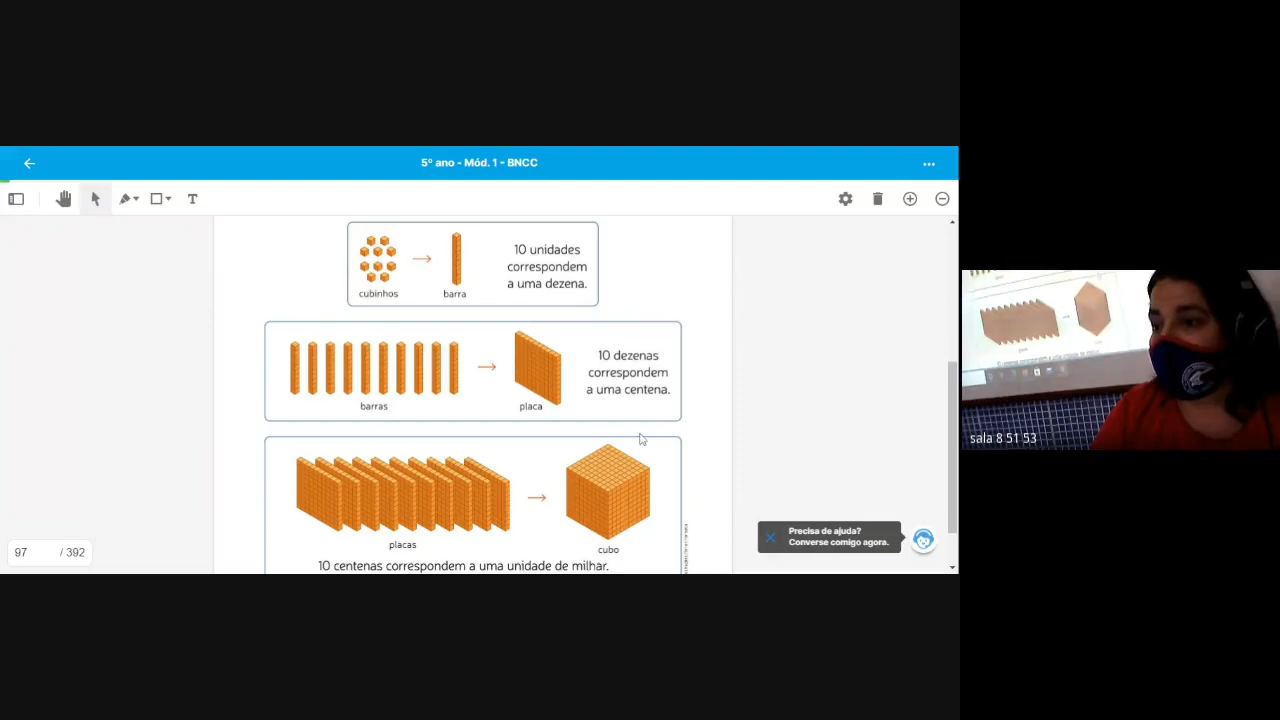 5º ano - Mód. 1 - BNCC
T
10 unidades
correspondem
a uma dezena.
cubinhos
barra
10 dezenas
correspondem
a uma centena.
barras
placa
placas
cubo
10 centenas correspondem a uma unidade de milhar.
Precisa de ajuda?
Converse comigo agora.
97 / 392
sala 8 51 53